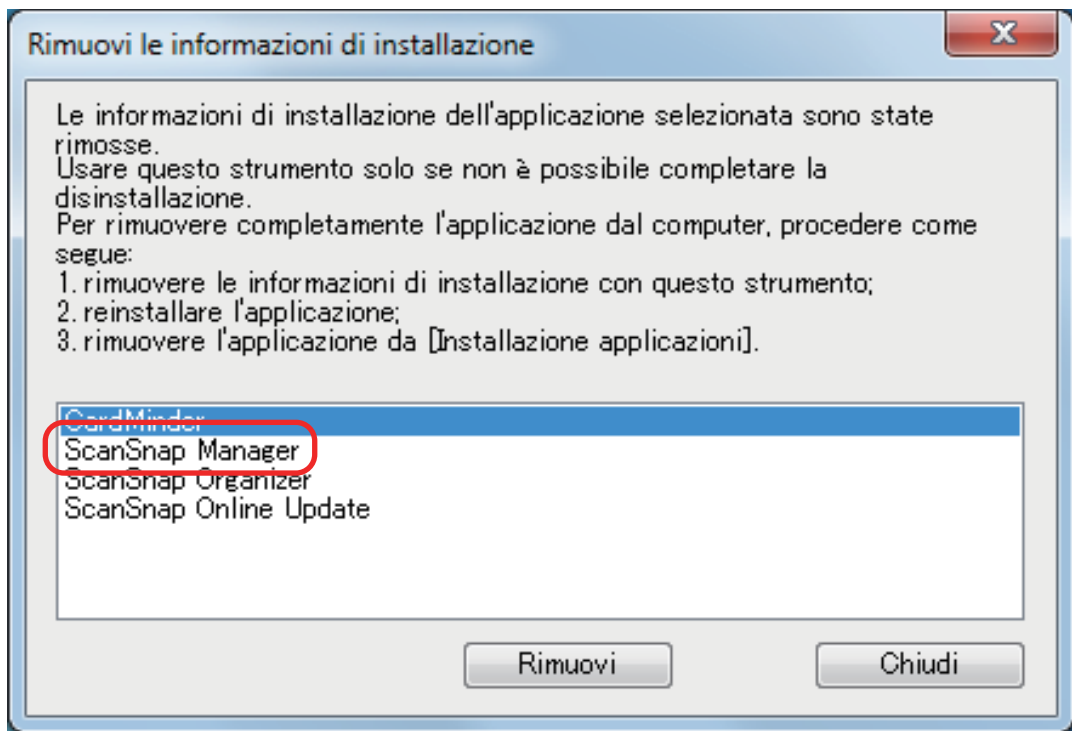 Rimuovi le informazioni di installazione
Le informazioni di installazione dell'applicazione selezionata sono state
rimosse.
Usare questo strumento solo se non è possibile completare la
disinstallazione.
Per rimuovere completamente l'applicazione dal computer, procedere come
segue:
1. rimuovere le informazioni di installazione con questo strumento;
2. reinstallare l'applicazione;
3. rimuovere l'applicazione da [Installazione applicazioni].
CardMinder
ScanSnap Manager
ScanSnap Organizer
ScanSnap Online Update
Rimuovi
Chiudi